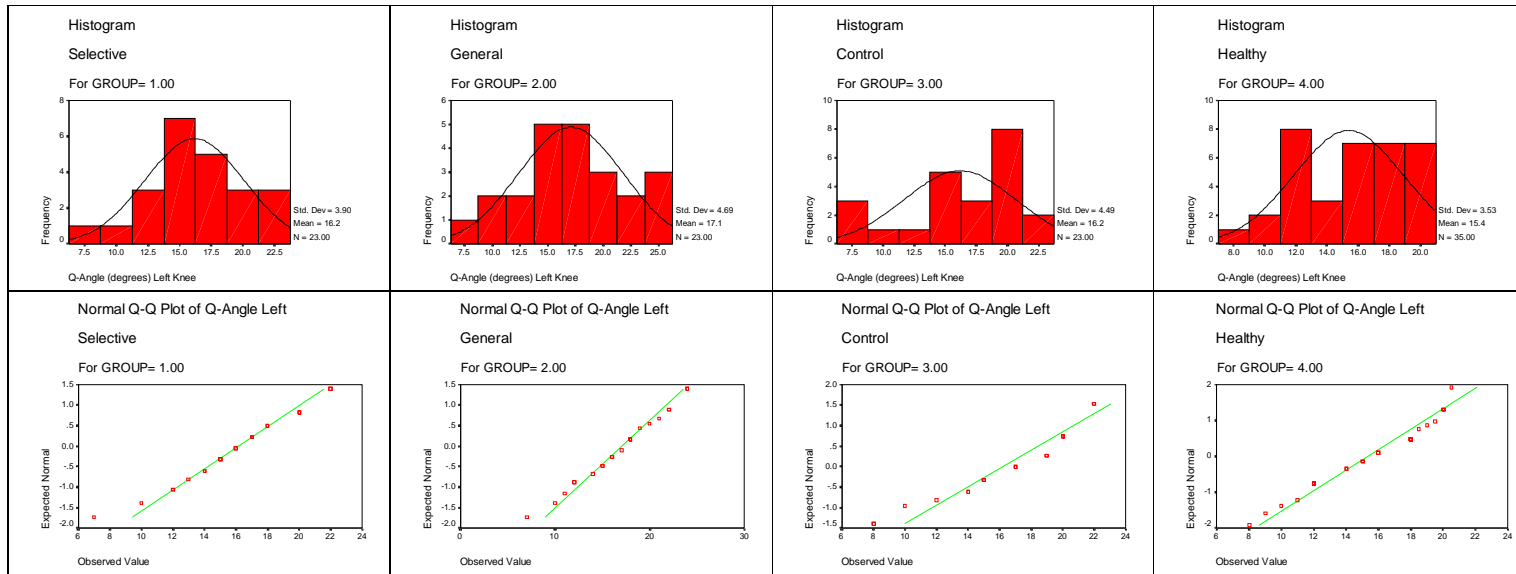 Histogram
Selective
For GROUP= 1.00
8
6
4
2
0
Frequency
7.5 10.0 12.5 15.0 17.5 20.0 22.5
Std. Dev = 3.90
Mean = 16.2
N = 23.00
Q-Angle (degrees) Left Knee
Histogram
General
For GROUP= 2.00
6
5
4
3
2
1
0
Frequency
7.5 10.0 12.5 15.0 17.5 20.0 22.5 25.0
Std. Dev = 4.69
Mean = 17.1
N = 23.00
Q-Angle (degrees) Left Knee
Histogram
Control
For GROUP= 3.00
10
8
6
4
2
0
Frequency
7.5 10.0 12.5 15.0 17.5 20.0 22.5
Std. Dev = 4.49
Mean = 16.2
N = 23.00
Q-Angle (degrees) Left Knee
Histogram
Healthy
For GROUP= 4.00
10
8
6
4
2
0
Frequency
8.0 10.0 12.0 14.0 16.0 18.0 20.0
Std. Dev = 3.53
Mean = 15.4
N = 35.00
Q-Angle (degrees) Left Knee
Normal Q-Q Plot of Q-Angle Left
Selective
For GROUP= 1.00
1.5
1.0
.5
0.0
-.5
-1.0
-1.5
-2.0
Expected Normal
6 8 10 12 14 16 18 20 22 24
Observed Value
Normal Q-Q Plot of Q-Angle Left
General
For GROUP= 2.00
1.5
1.0
.5
0.0
-.5
-1.0
-1.5
-2.0
Expected Normal
0 10 20 30
Observed Value
Normal Q-Q Plot of Q-Angle Left
Control
For GROUP= 3.00
2.0
1.5
1.0
.5
0.0
-.5
-1.0
-1.5
Expected Normal
6 8 10 12 14 16 18 20 22 24
Observed Value
Normal Q-Q Plot of Q-Angle Left
Healthy
For GROUP= 4.00
2
1
0
-1
-2
Expected Normal
6 8 10 12 14 16 18 20 22 24
Observed Value